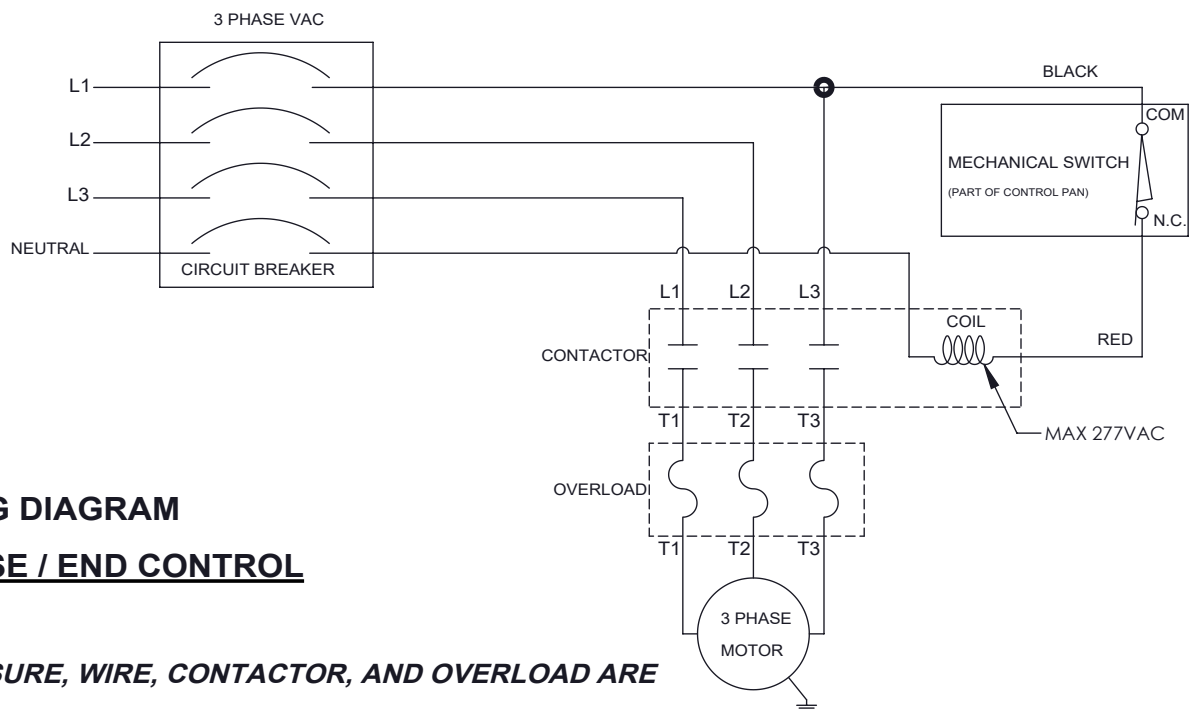 3 PHASE VAC
L1
BLACK
COM
L2
MECHANICAL SWITCH
(PART OF CONTROL PAN)
L3
N.C.
NEUTRAL
CIRCUIT BREAKER
L1 L2 L3
COIL
RED
CONTACTOR
T1 T2 T3
MAX 277VAC
OVERLOAD
G DIAGRAM
T1 T2 T3
SE / END CONTROL
3 PHASE
MOTOR
SURE, WIRE, CONTACTOR, AND OVERLOAD ARE